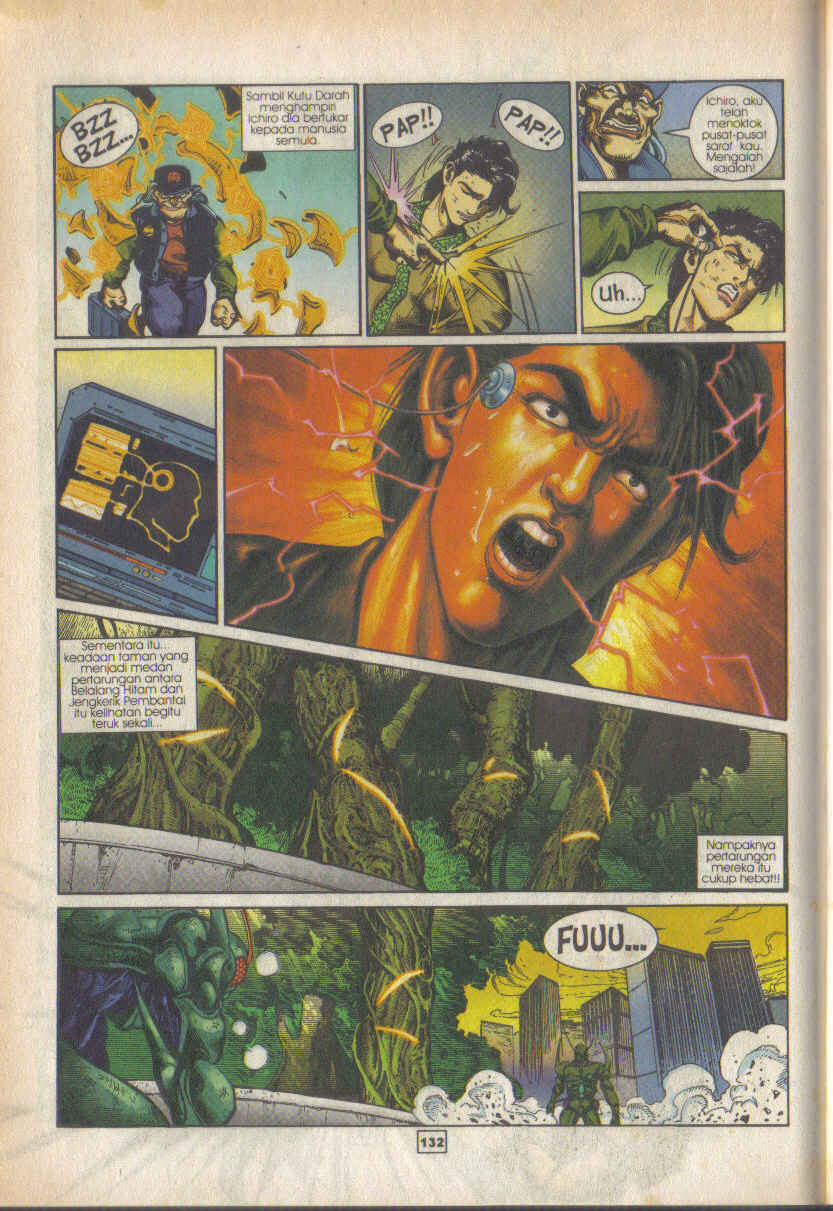 BZZ
BZZ...
Sambil Kutu Darah
menghampiri
Ichiro dia bertukar
kepada manusia
semula.
PAP!!
PAP!!
Ichiro, aku
telah
menoktok
pusat-pusat
saraf kau.
Mengalah
sajalah!
Uh...
Sementara itu...
keadaan taman yang
menjadi medan
pertarungan antara
Belalang Hitam dan
Jengkerik Pembantai
itu kelihatan begitu
teruk sekali...
Nampaknya
pertarungan
mereka itu
cukup hebat!!
FUUU...
132